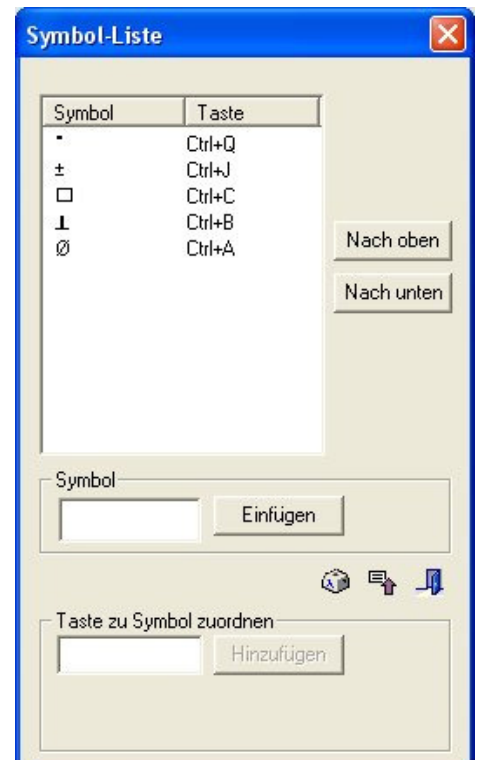 Symbol-Liste
Symbol Taste
Ctrl+Q
± Ctrl+J
□ Ctrl+C
⊥ Ctrl+B
Ø Ctrl+A
Nach oben
Nach unten
Symbol
Einfügen
Taste zu Symbol zuordnen
Hinzufügen